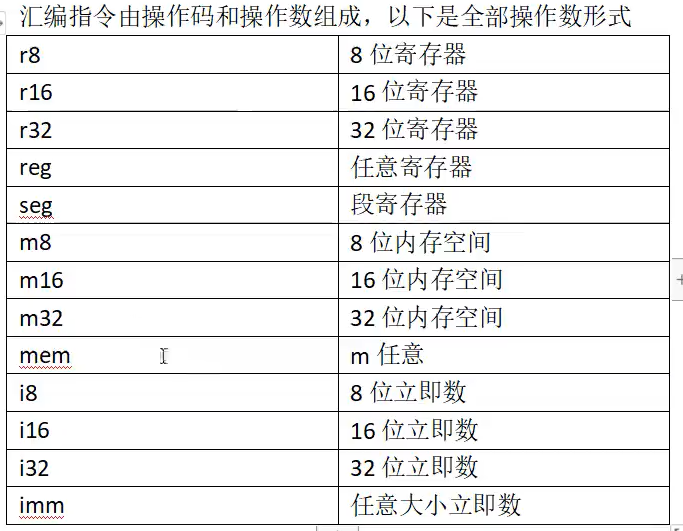 汇编指令由操作码和操作数组成，以下是全部操作数形式
r8 8 位寄存器
r16 16 位寄存器
r32 32 位寄存器
reg 任意寄存器
seg 段寄存器
m8 8 位内存空间
m16 16 位内存空间
m32 32 位内存空间
mem m 任意
i8 8 位立即数
i16 16 位立即数
i32 32 位立即数
imm 任意大小立即数